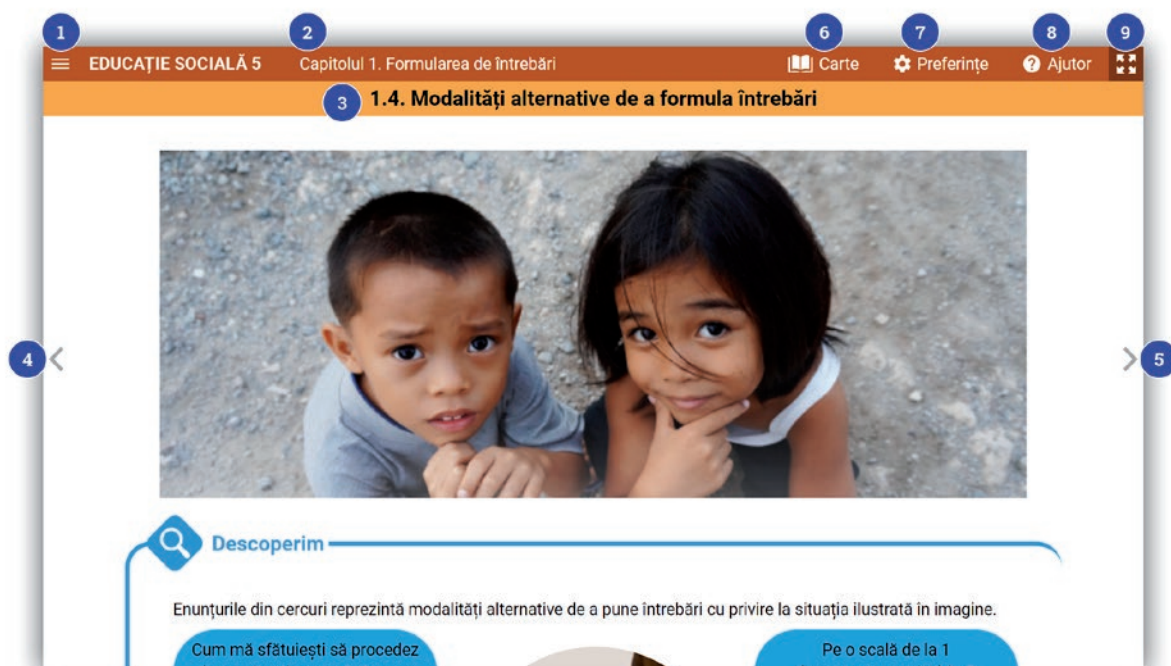 1
2
6
7
8
9
EDUCAȚIE SOCIALĂ 5
Capitolul 1. Formularea de întrebări
Carte
Preferințe
? Ajutor
3
1.4. Modalități alternative de a formula întrebări
4
5
Descoperim
Enunțurile din cercuri reprezintă modalități alternative de a pune întrebări cu privire la situația ilustrată în imagine.
Cum mă sfătuiești să procedez
Pe o scală de la 1